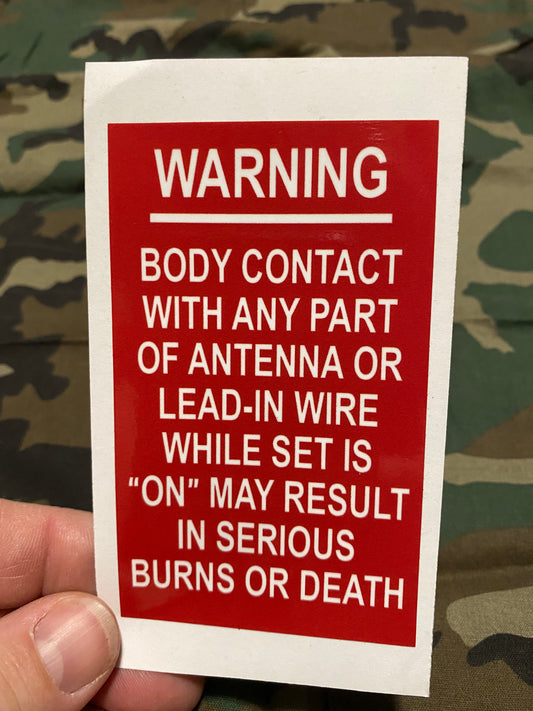 WARNING
BODY CONTACT
WITH ANY PART
OF ANTENNA OR
LEAD-IN WIRE
WHILE SET IS
“ON” MAY RESULT
IN SERIOUS
BURNS OR DEATH